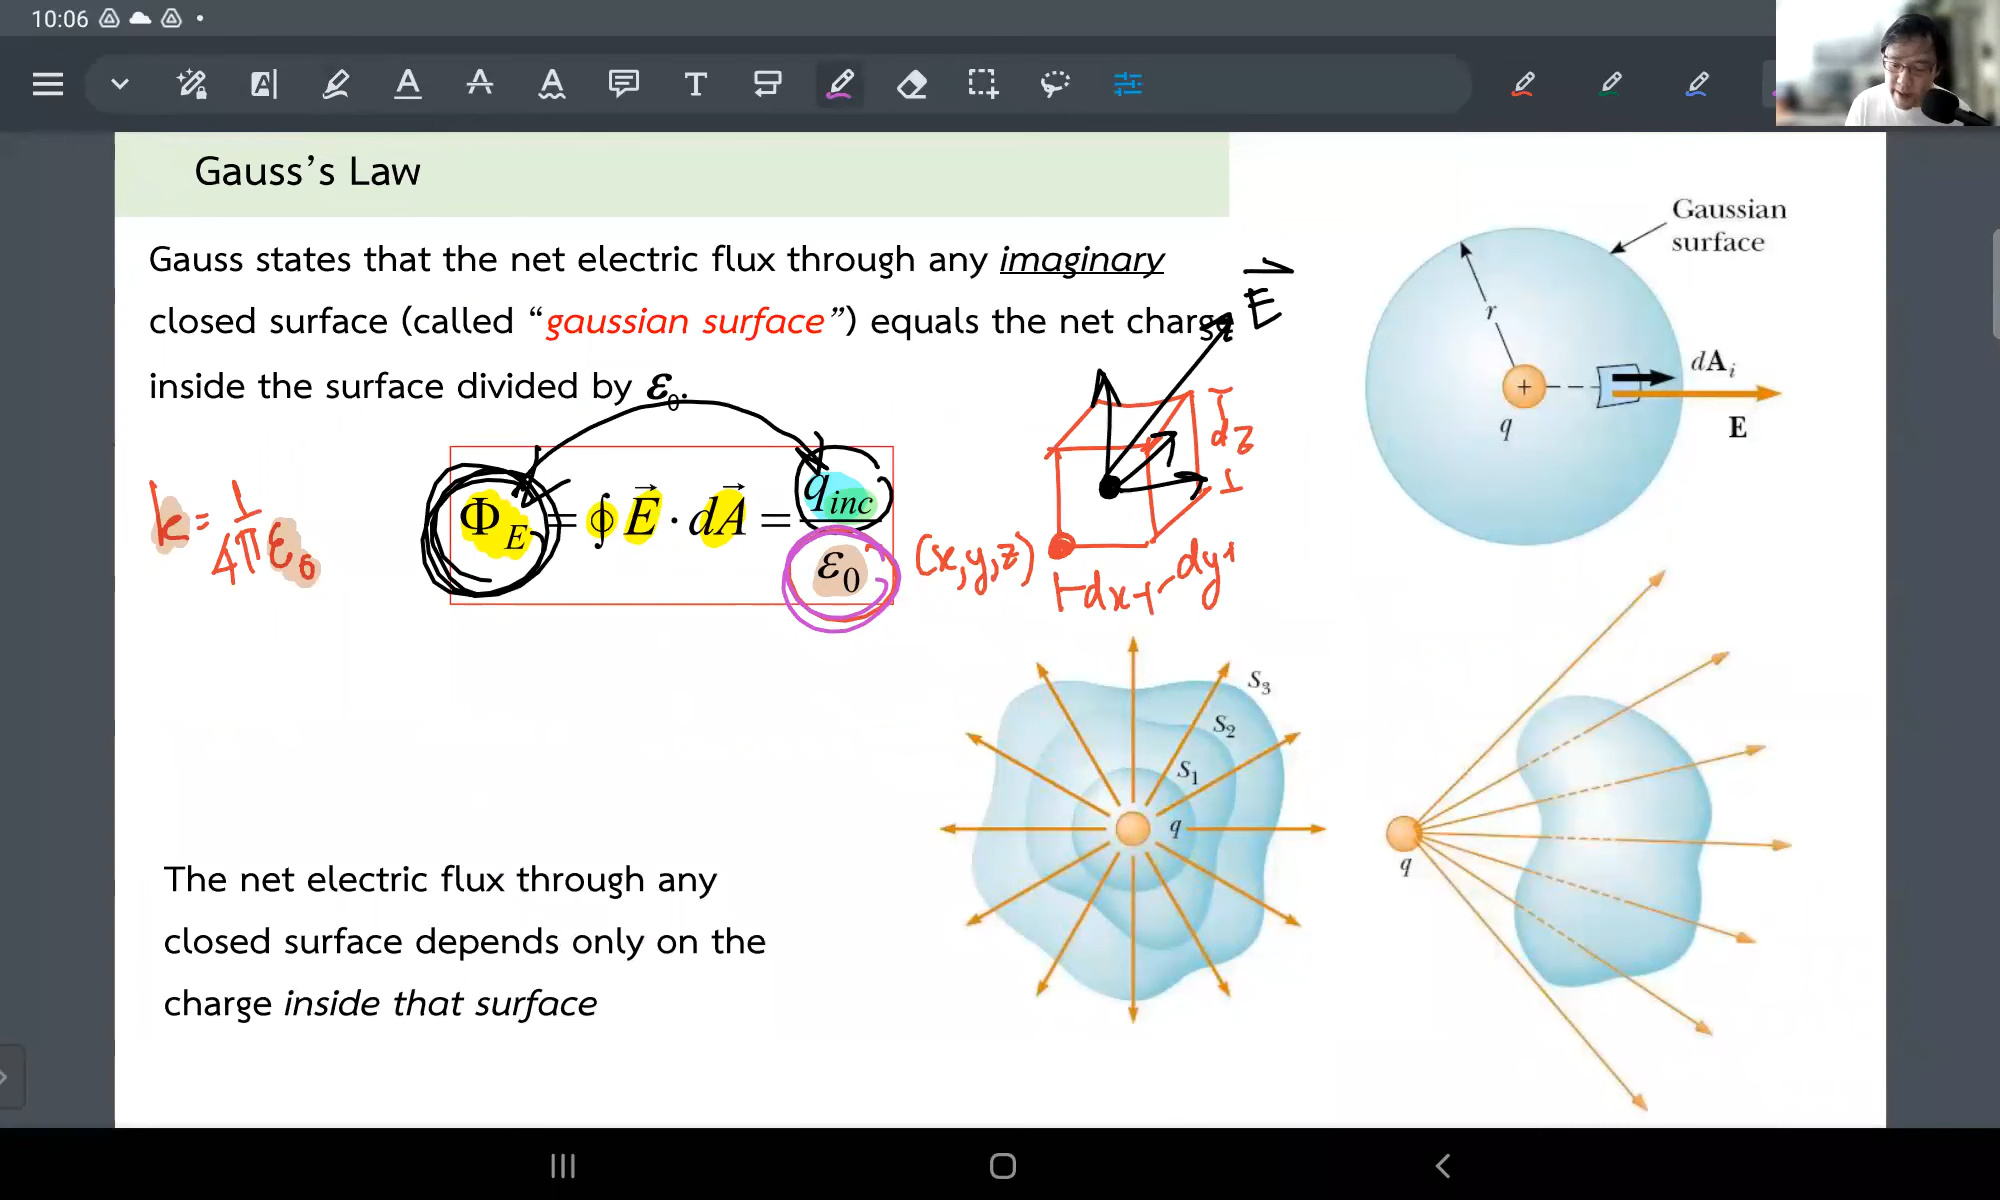 10:06
Gauss's Law
Gauss states that the net electric flux through any imaginary
closed surface (called “gaussian surface”) equals the net charge
inside the surface divided by ε₀.
E
Gaussian
surface
r
dAᵢ
E
+
q
k = 1/4πε₀
Φ_E = ∮ E⃗ · dA⃗ = q_inc/ε₀
(x,y,z)
dx
dy
dz
S₃
S₂
S₁
q
q
The net electric flux through any
closed surface depends only on the
charge inside that surface